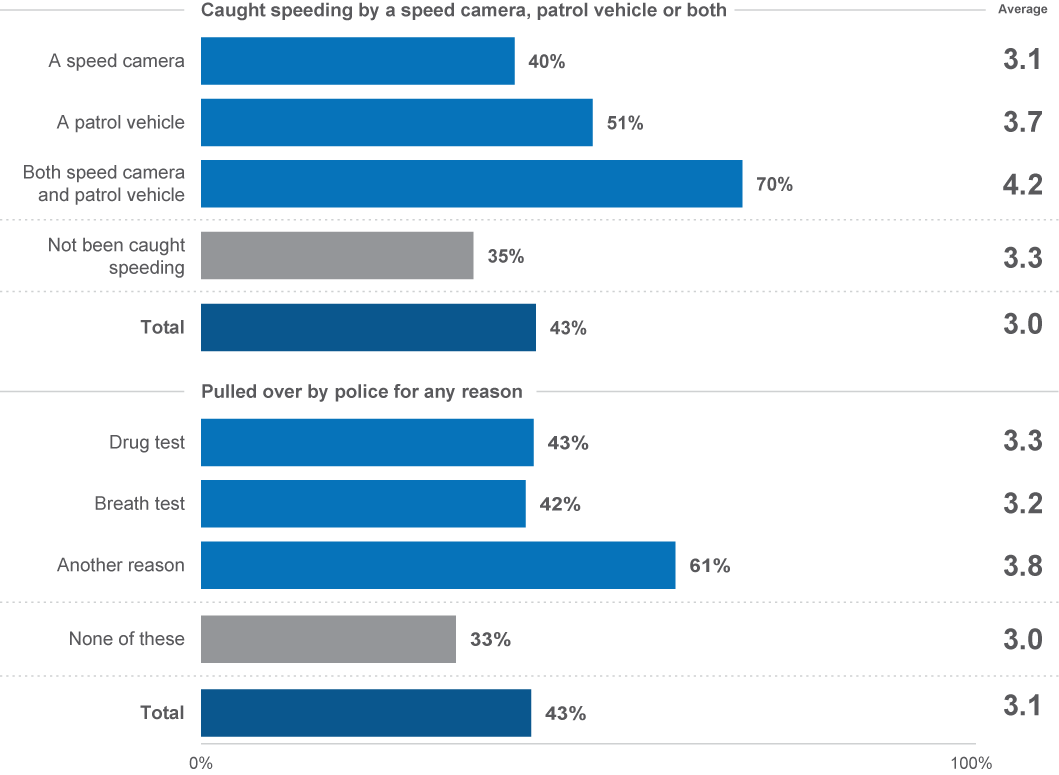 Caught speeding by a speed camera, patrol vehicle or both
Average
A speed camera
40%
3.1
A patrol vehicle
51%
3.7
Both speed camera
and patrol vehicle
70%
4.2
Not been caught
speeding
35%
3.3
Total
43%
3.0
Pulled over by police for any reason
Drug test
43%
3.3
Breath test
42%
3.2
Another reason
61%
3.8
None of these
33%
3.0
Total
43%
3.1
0%
100%